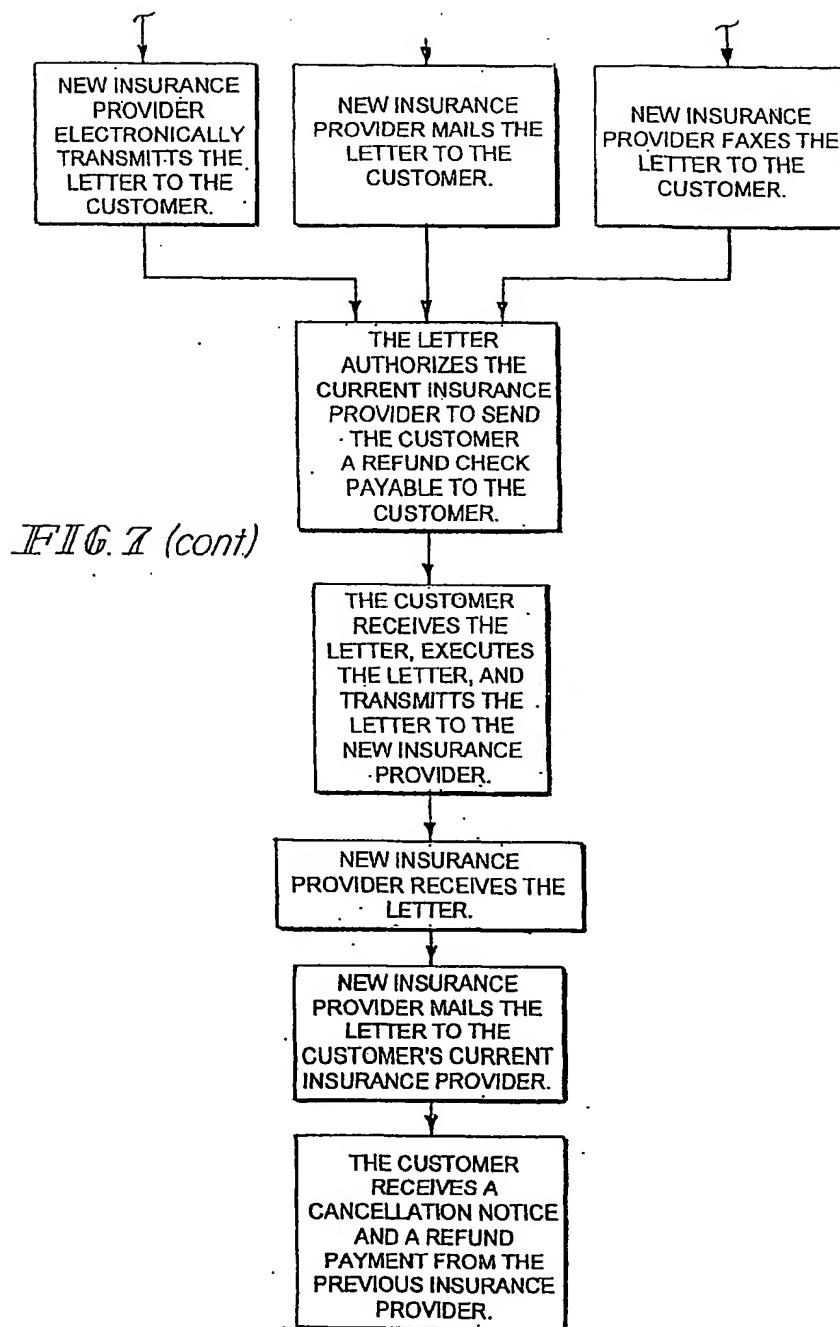 NEW INSURANCE
PROVIDER
ELECTRONICALLY
TRANSMITTS THE
LETTER TO THE
CUSTOMER.
NEW INSURANCE
PROVIDER MAILS THE
LETTER TO THE
CUSTOMER.
NEW INSURANCE
PROVIDER FAXES THE
LETTER TO THE
CUSTOMER.
THE LETTER
AUTHORIZES THE
CURRENT INSURANCE
PROVIDER TO SEND
THE CUSTOMER
A REFUND CHECK
PAYABLE TO THE
CUSTOMER.
FIG. 7 (cont)
THE CUSTOMER
RECEIVES THE
LETTER, EXECUTES
THE LETTER, AND
TRANSMITTS THE
LETTER TO THE
NEW INSURANCE
PROVIDER.
NEW INSURANCE
PROVIDER RECEIVES THE
LETTER.
NEW INSURANCE
PROVIDER MAILS THE
LETTER TO THE
CUSTOMER'S CURRENT
INSURANCE PROVIDER.
THE CUSTOMER
RECEIVES A
CANCELLATION NOTICE
AND A REFUND
PAYMENT FROM THE
PREVIOUS INSURANCE
PROVIDER.